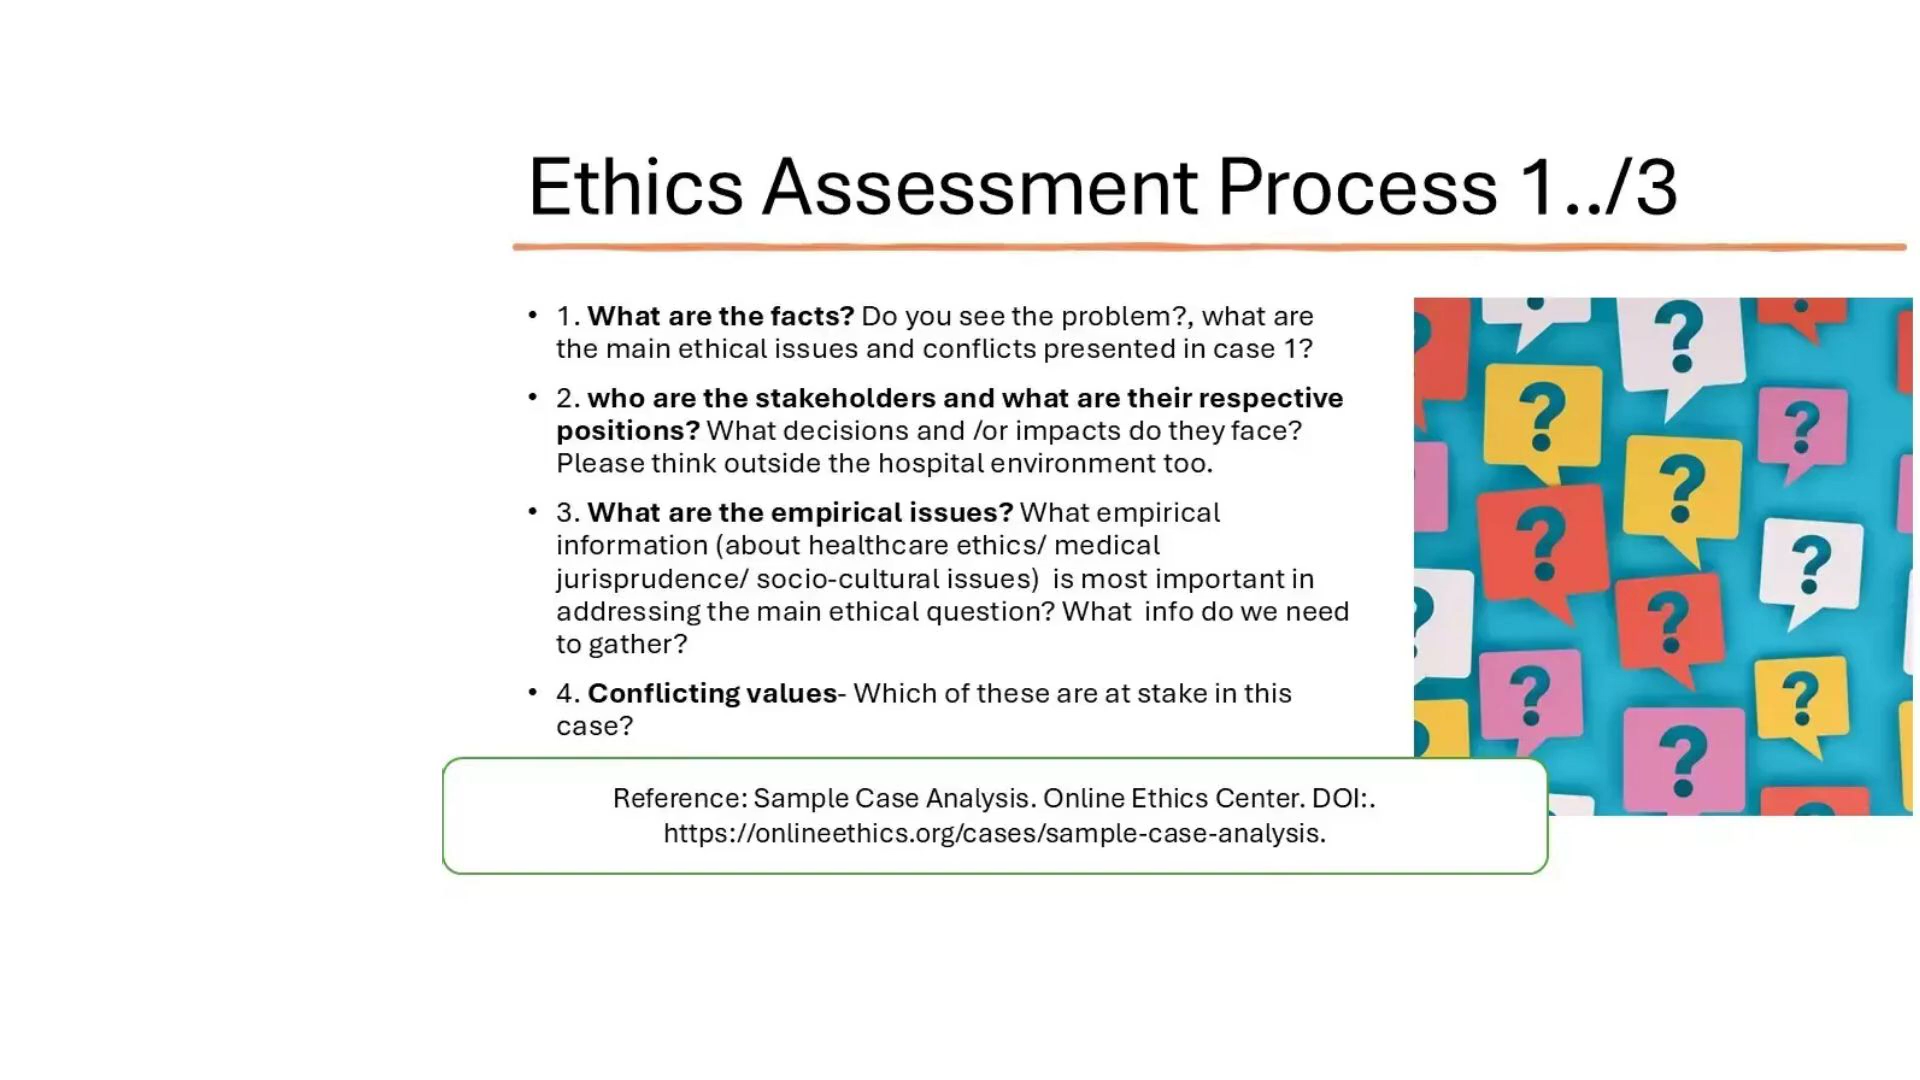 Ethics Assessment Process 1../3
• 1. What are the facts? Do you see the problem?, what are
the main ethical issues and conflicts presented in case 1?
• 2. who are the stakeholders and what are their respective
positions? What decisions and /or impacts do they face?
Please think outside the hospital environment too.
• 3. What are the empirical issues? What empirical
information (about healthcare ethics/ medical
jurisprudence/ socio-cultural issues)  is most important in
addressing the main ethical question? What  info do we need
to gather?
• 4. Conflicting values- Which of these are at stake in this
case?
Reference: Sample Case Analysis. Online Ethics Center. DOI:.
https://onlineethics.org/cases/sample-case-analysis.